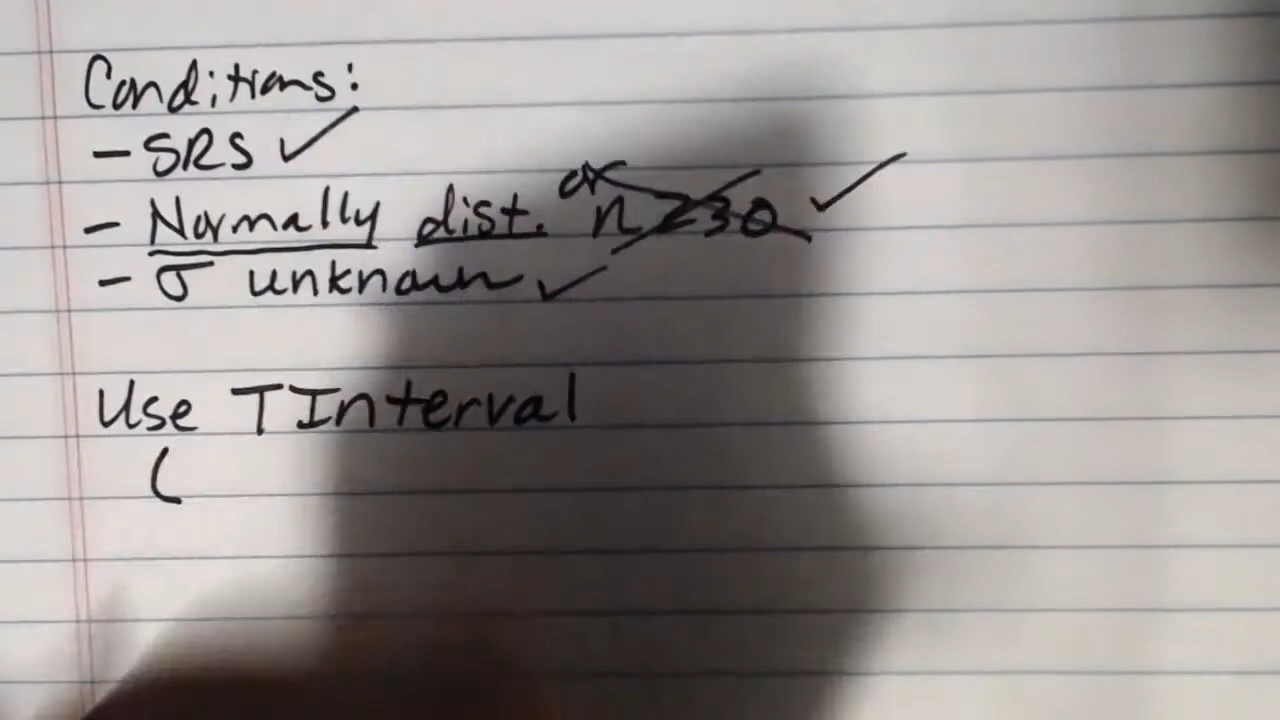 Conditions:
- SRS ✓
- Normally dist. or n ≥ 30 ✓
- σ unknown ✓
Use TInterval
(